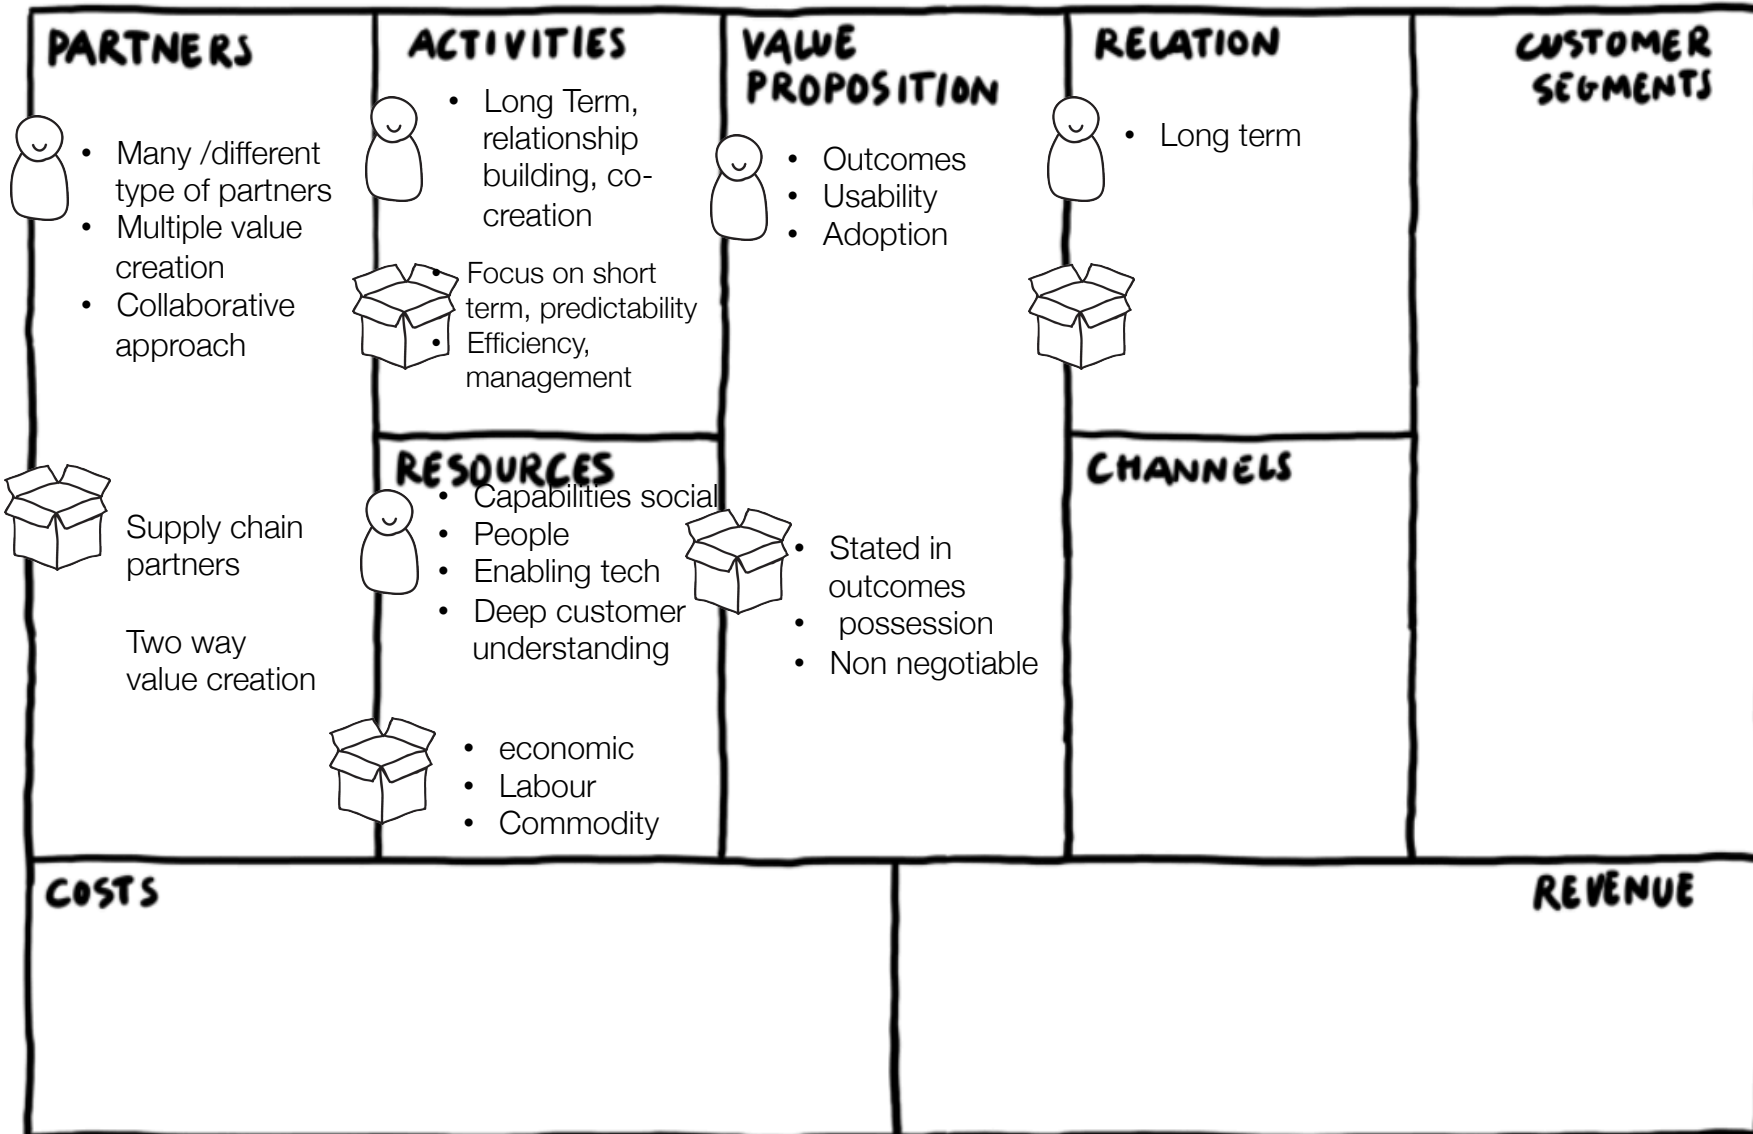 PARTNERS
• Many /different
type of partners
• Multiple value
creation
• Collaborative
approach
Supply chain
partners
Two way
value creation
ACTIVITIES
• Long Term,
relationship
building, co-
creation
• Focus on short
term, predictability
• Efficiency,
management
RESOURCES
• Capabilities social
• People
• Enabling tech
• Deep customer
understanding
• economic
• Labour
• Commodity
VALUE
PROPOSITION
• Outcomes
• Usability
• Adoption
• Stated in
outcomes
• possession
• Non negotiable
RELATION
• Long term
CHANNELS
CUSTOMER
SEGMENTS
COSTS
REVENUE